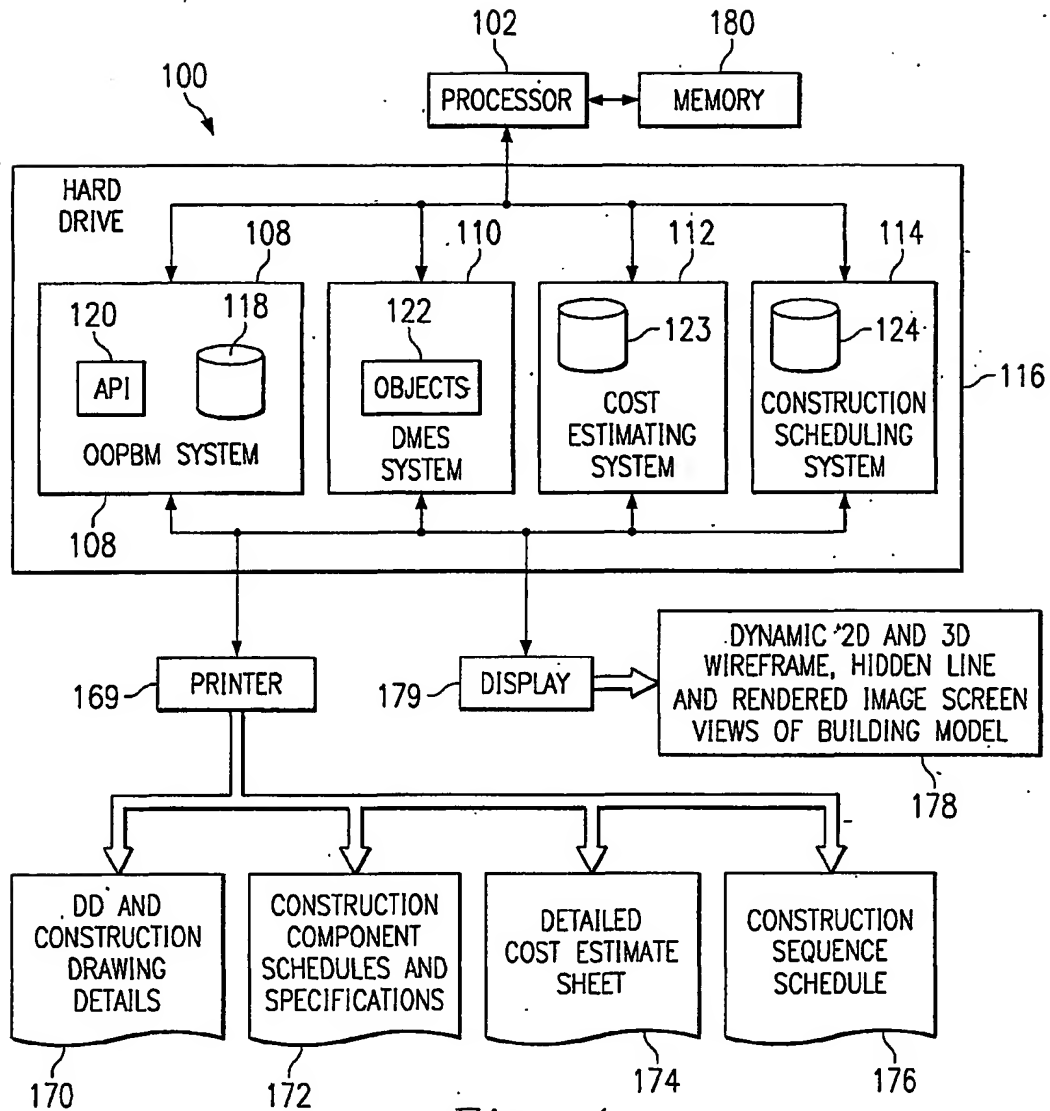 102
180
100
PROCESSOR
MEMORY
HARD
DRIVE
108
110
112
114
120
118
122
123
124
116
API
OBJECTS
OOPBM SYSTEM
DMES
SYSTEM
COST
ESTIMATING
SYSTEM
CONSTRUCTION
SCHEDULING
SYSTEM
108
169
PRINTER
179
DISPLAY
DYNAMIC 2D AND 3D
WIREFRAME, HIDDEN LINE
AND RENDERED IMAGE SCREEN
VIEWS OF BUILDING MODEL
178
DD AND
CONSTRUCTION
DRAWING
DETAILS
CONSTRUCTION
COMPONENT
SCHEDULES AND
SPECIFICATIONS
DETAILED
COST ESTIMATE
SHEET
CONSTRUCTION
SEQUENCE
SCHEDULE
170
172
174
176